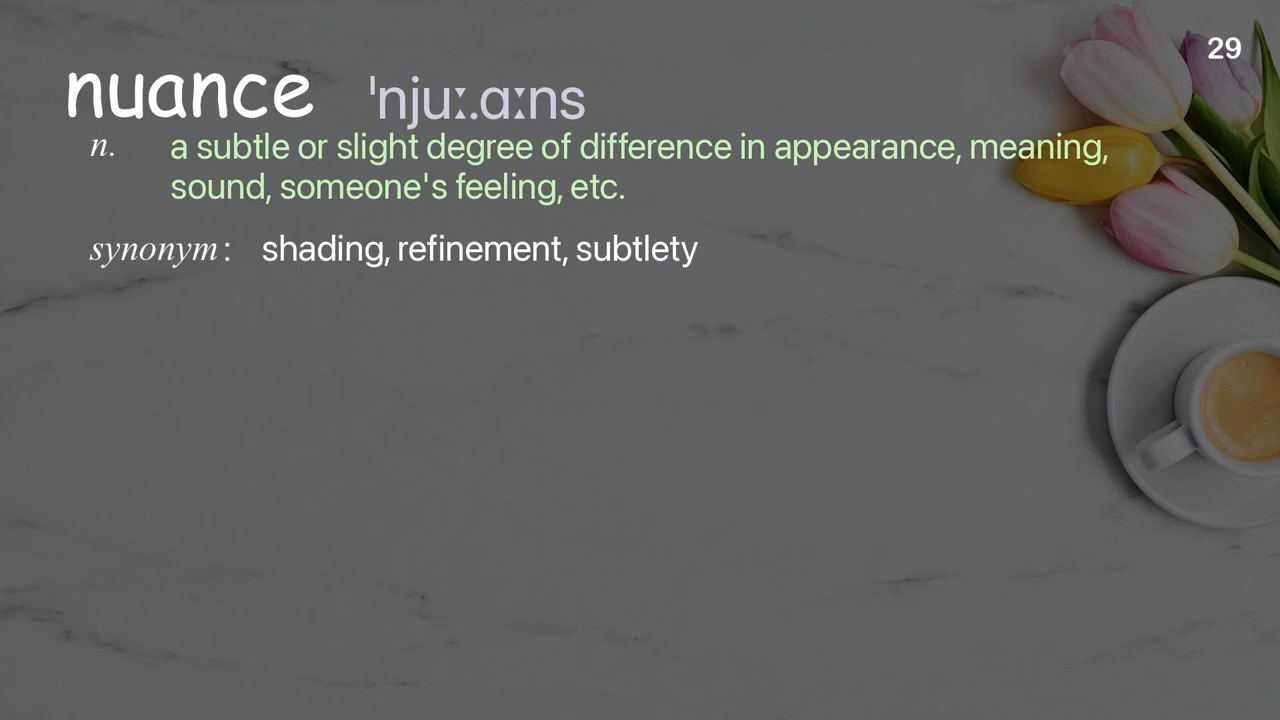 29
nuance ˈnjuː.ɑːns
n. a subtle or slight degree of difference in appearance, meaning,
sound, someone's feeling, etc.
synonym: shading, refinement, subtlety